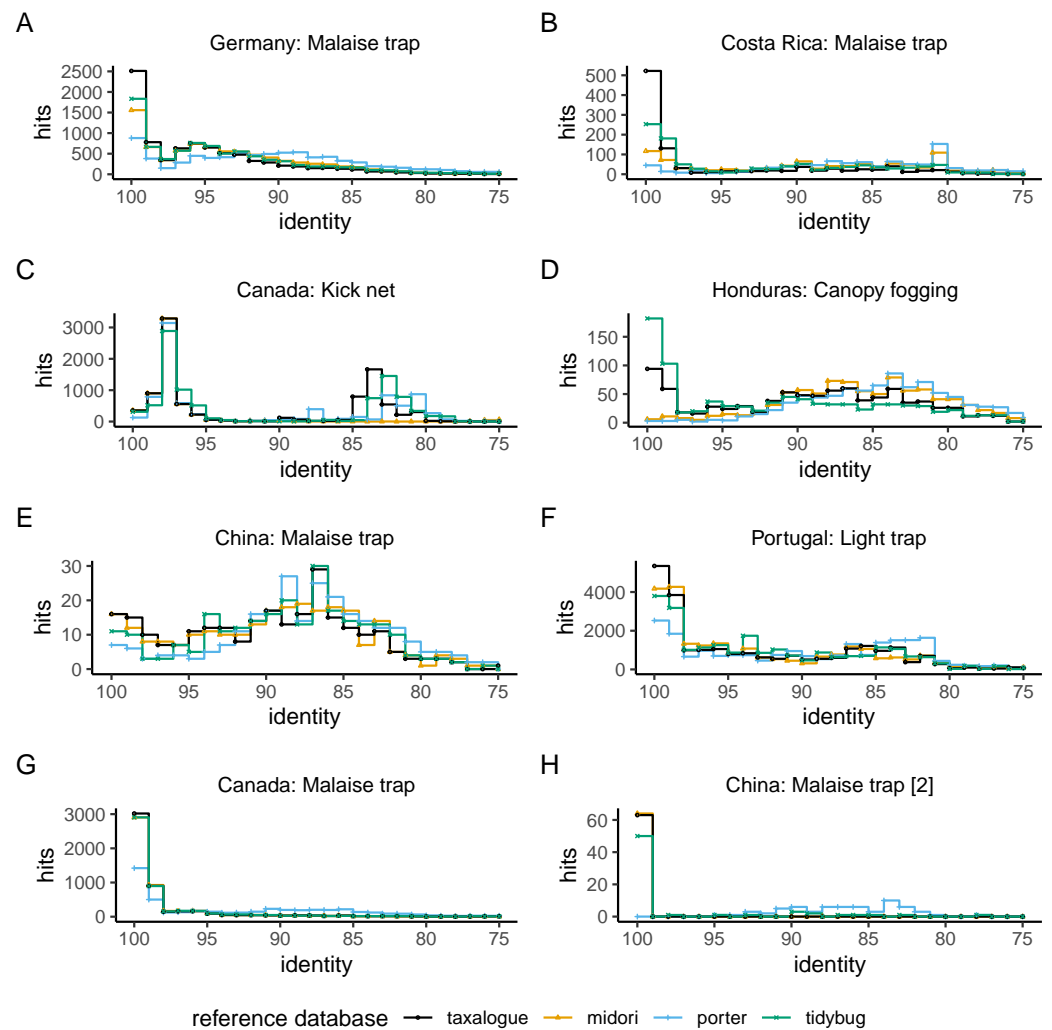 A
Germany: Malaise trap
hits
2500
2000
1500
1000
500
0
100 95 90 85 80 75
identity
B
Costa Rica: Malaise trap
hits
500
400
300
200
100
0
100 95 90 85 80 75
identity
C
Canada: Kick net
hits
3000
2000
1000
0
100 95 90 85 80 75
identity
D
Honduras: Canopy fogging
hits
150
100
50
0
100 95 90 85 80 75
identity
E
China: Malaise trap
hits
30
20
10
0
100 95 90 85 80 75
identity
F
Portugal: Light trap
hits
4000
2000
0
100 95 90 85 80 75
identity
G
Canada: Malaise trap
hits
3000
2000
1000
0
100 95 90 85 80 75
identity
H
China: Malaise trap [2]
hits
60
40
20
0
100 95 90 85 80 75
identity
reference database taxalogue midori porter tidybug